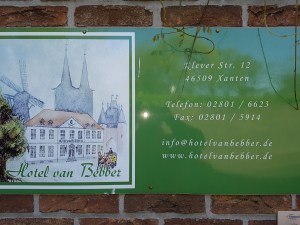 Hotel van Bebber
Klever Str. 12
46509 Xanten
Telefon: 02801 / 6623
Fax: 02801 / 5914
info@hotelvanbebber.de
www.hotelvanbebber.de